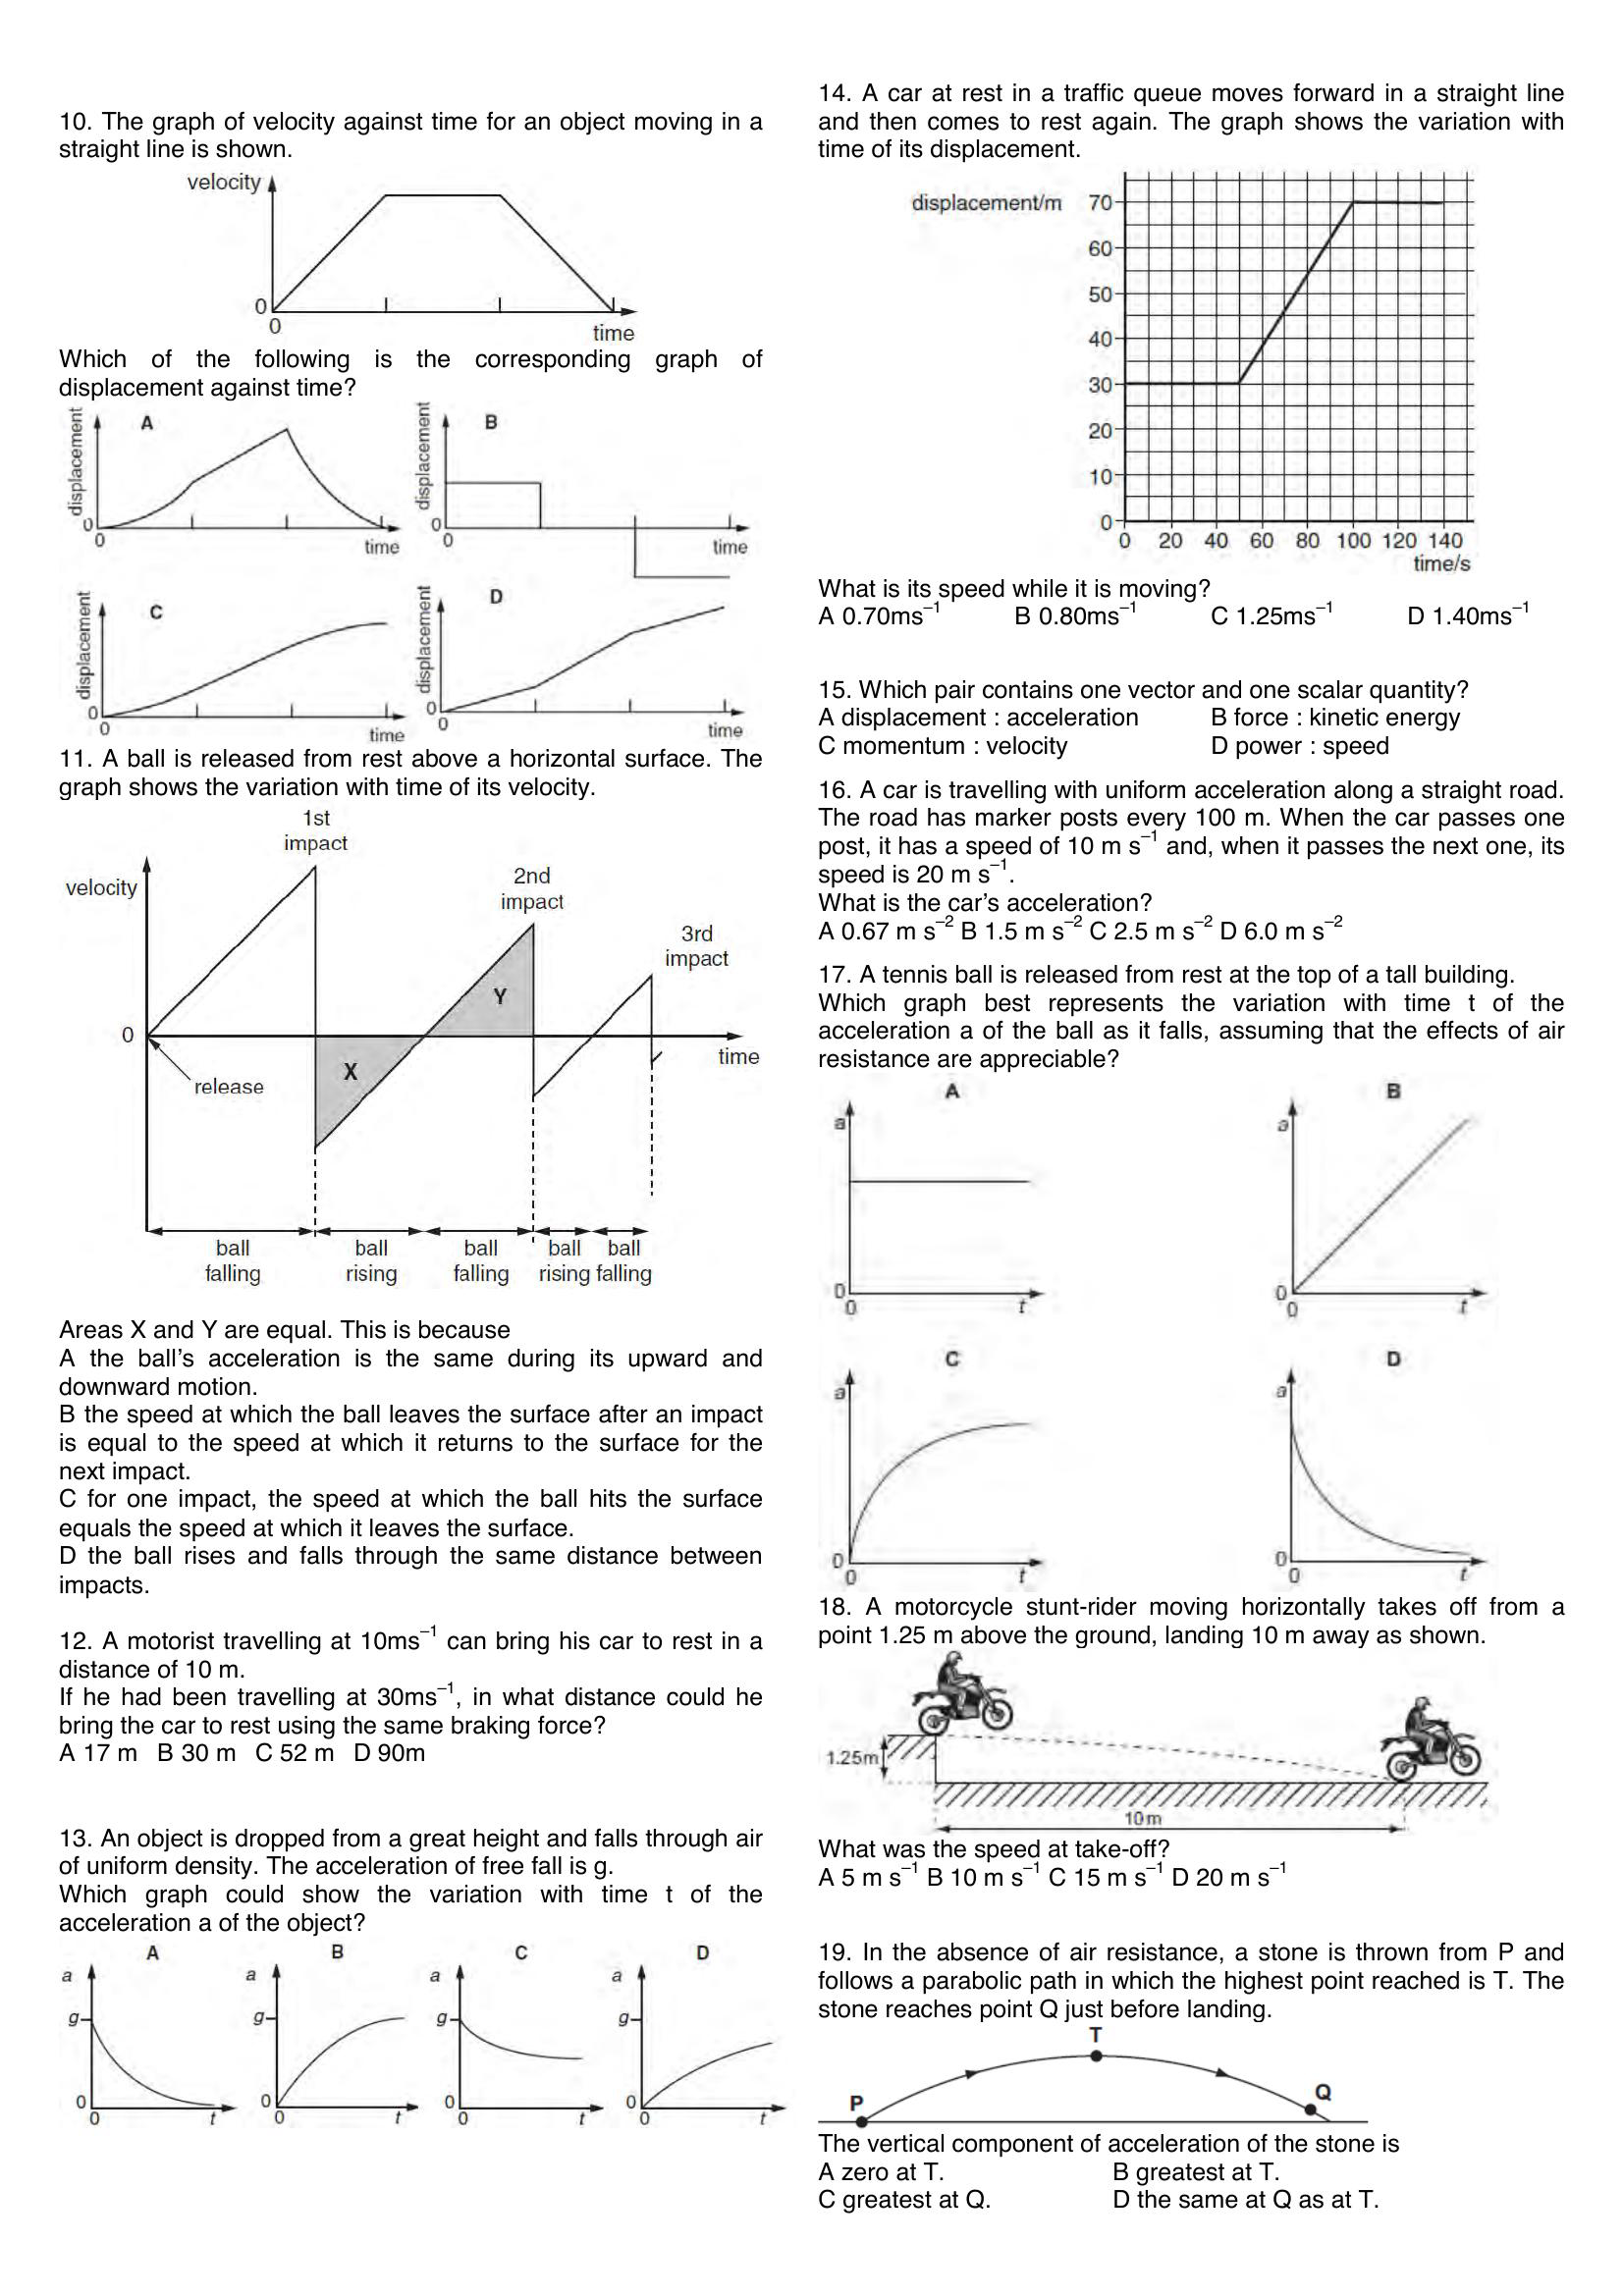 10. The graph of velocity against time for an object moving in a
straight line is shown.
velocity
0
0
time
Which of the following is the corresponding graph of
displacement against time?
A
displacement
0
0
time
B
displacement
0
0
time
C
displacement
0
0
time
D
displacement
0
0
time
11. A ball is released from rest above a horizontal surface. The
graph shows the variation with time of its velocity.
1st
impact
velocity
2nd
impact
3rd
impact
Y
0
X
time
release
ball
falling
ball
rising
ball
falling
ball
rising
ball
falling
Areas X and Y are equal. This is because
A the ball's acceleration is the same during its upward and
downward motion.
B the speed at which the ball leaves the surface after an impact
is equal to the speed at which it returns to the surface for the
next impact.
C for one impact, the speed at which the ball hits the surface
equals the speed at which it leaves the surface.
D the ball rises and falls through the same distance between
impacts.
12. A motorist travelling at 10ms⁻¹ can bring his car to rest in a
distance of 10 m.
If he had been travelling at 30ms⁻¹, in what distance could he
bring the car to rest using the same braking force?
A 17 m B 30 m C 52 m D 90m
13. An object is dropped from a great height and falls through air
of uniform density. The acceleration of free fall is g.
Which graph could show the variation with time t of the
acceleration a of the object?
A
a
g
0
0
t
B
a
g
0
0
t
C
a
g
0
0
t
D
a
g
0
0
t
14. A car at rest in a traffic queue moves forward in a straight line
and then comes to rest again. The graph shows the variation with
time of its displacement.
displacement/m
70
60
50
40
30
20
10
0
0 20 40 60 80 100 120 140
time/s
What is its speed while it is moving?
A 0.70ms⁻¹ B 0.80ms⁻¹ C 1.25ms⁻¹ D 1.40ms⁻¹
15. Which pair contains one vector and one scalar quantity?
A displacement : acceleration B force : kinetic energy
C momentum : velocity D power : speed
16. A car is travelling with uniform acceleration along a straight road.
The road has marker posts every 100 m. When the car passes one
post, it has a speed of 10 m s⁻¹ and, when it passes the next one, its
speed is 20 m s⁻¹.
What is the car's acceleration?
A 0.67 m s⁻² B 1.5 m s⁻² C 2.5 m s⁻² D 6.0 m s⁻²
17. A tennis ball is released from rest at the top of a tall building.
Which graph best represents the variation with time t of the
acceleration a of the ball as it falls, assuming that the effects of air
resistance are appreciable?
A
a
0
0
t
B
a
0
0
t
C
a
0
0
t
D
a
0
0
t
18. A motorcycle stunt-rider moving horizontally takes off from a
point 1.25 m above the ground, landing 10 m away as shown.
1.25m
10m
What was the speed at take-off?
A 5 m s⁻¹ B 10 m s⁻¹ C 15 m s⁻¹ D 20 m s⁻¹
19. In the absence of air resistance, a stone is thrown from P and
follows a parabolic path in which the highest point reached is T. The
stone reaches point Q just before landing.
T
P
Q
The vertical component of acceleration of the stone is
A zero at T. B greatest at T.
C greatest at Q. D the same at Q as at T.